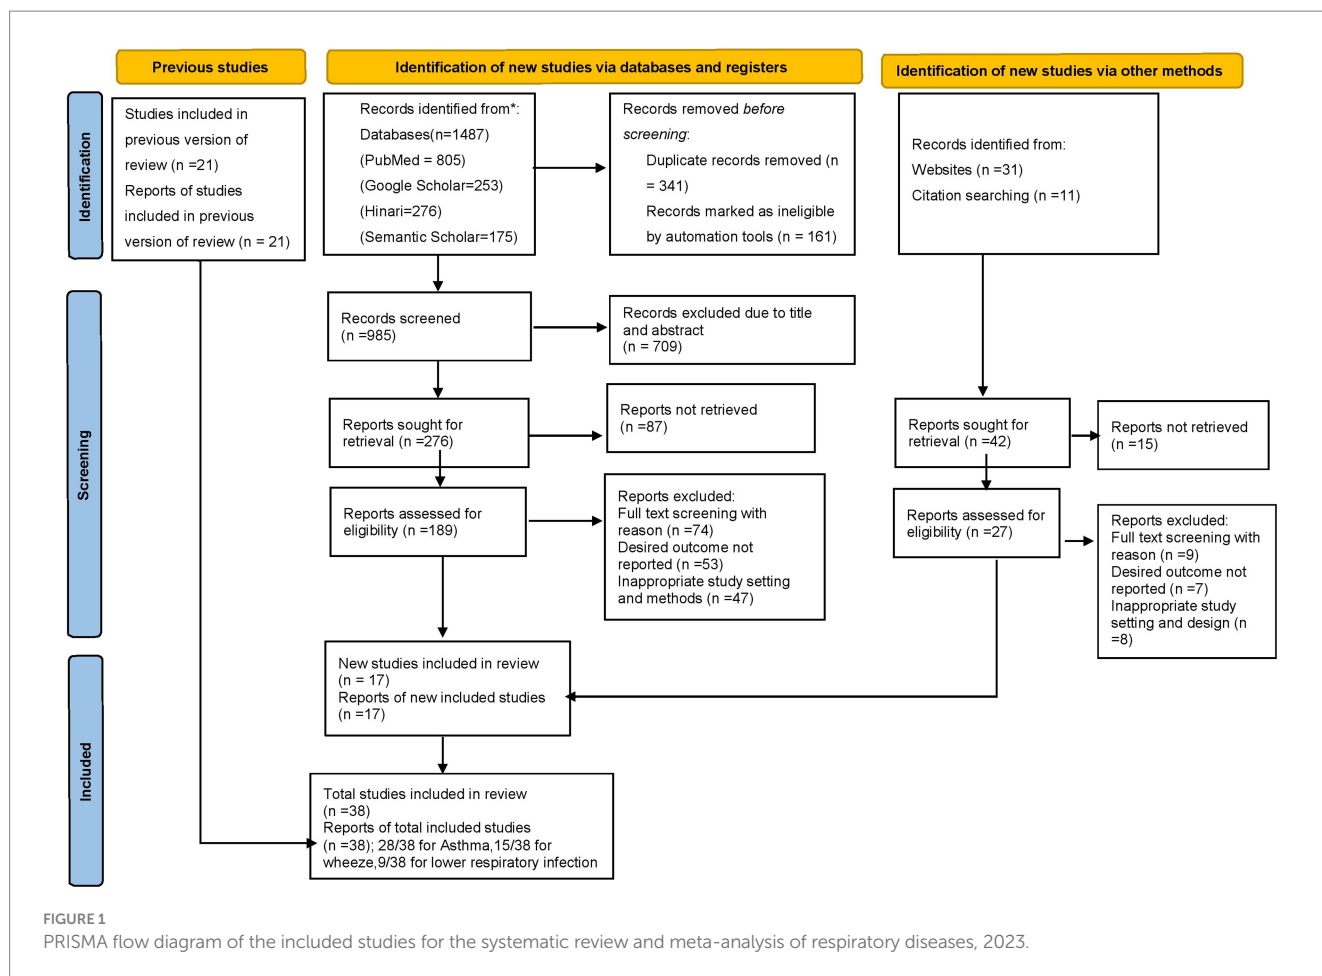 Previous studies
Identification of new studies via databases and registers
Identification of new studies via other methods
Identification
Studies included in
previous version of
review (n =21)
Reports of studies
included in previous
version of review (n = 21)
Records identified from*:
Databases(n=1487)
(PubMed = 805)
(Google Scholar=253)
(Hinari=276)
(Semantic Scholar=175)
Records removed before
screening:
Duplicate records removed (n
= 341)
Records marked as ineligible
by automation tools (n = 161)
Records identified from:
Websites (n =31)
Citation searching (n =11)
Screening
Records screened
(n =985)
Records excluded due to title
and abstract
(n = 709)
Reports sought for
retrieval (n =276)
Reports not retrieved
(n =87)
Reports sought for
retrieval (n =42)
Reports not retrieved
(n =15)
Reports assessed for
eligibility (n =189)
Reports excluded:
Full text screening with
reason (n =74)
Desired outcome not
reported (n =53)
Inappropriate study setting
and methods (n =47)
Reports assessed for
eligibility (n =27)
Reports excluded:
Full text screening with
reason (n =9)
Desired outcome not
reported (n =7)
Inappropriate study
setting and design (n
=8)
Included
New studies included in review
(n = 17)
Reports of new included studies
(n =17)
Total studies included in review
(n =38)
Reports of total included studies
(n =38); 28/38 for Asthma,15/38 for
wheeze,9/38 for lower respiratory infection
FIGURE 1
PRISMA flow diagram of the included studies for the systematic review and meta-analysis of respiratory diseases, 2023.